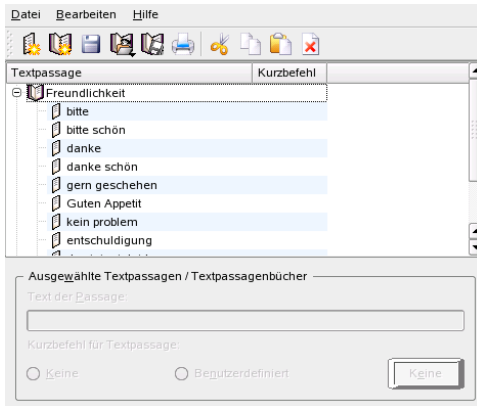 Datei Bearbeiten Hilfe
Textpassage Kurzbefehl
Freundlichkeit
bitte
bitte schön
danke
danke schön
gern geschehen
Guten Appetit
kein problem
entschuldigung
Ausgewählte Textpassagen / Textpassagenbücher
Text der Passage:
Kurzbefehl für Textpassage:
Keine Benutzerdefiniert Keine